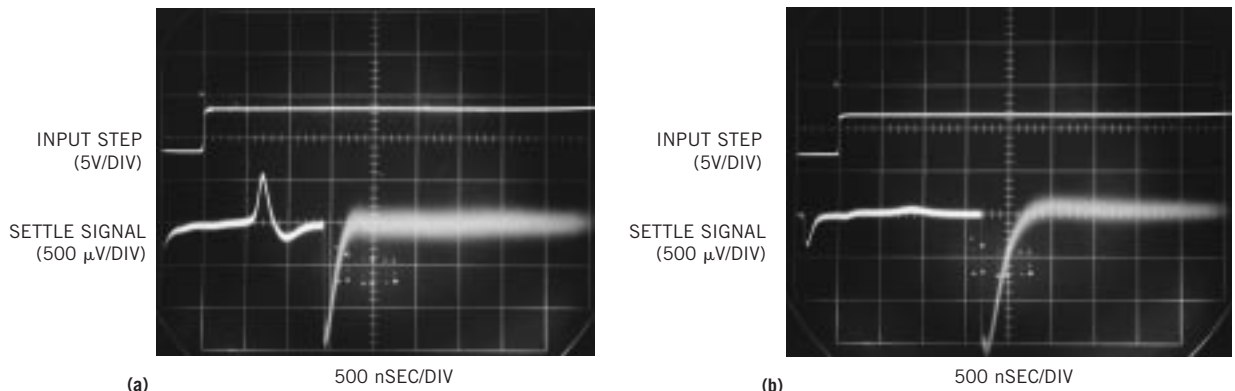 INPUT STEP
(5V/DIV)
SETTLE SIGNAL
(500 μV/DIV)
(a)
500 nSEC/DIV
INPUT STEP
(5V/DIV)
SETTLE SIGNAL
(500 μV/DIV)
(b)
500 nSEC/DIV